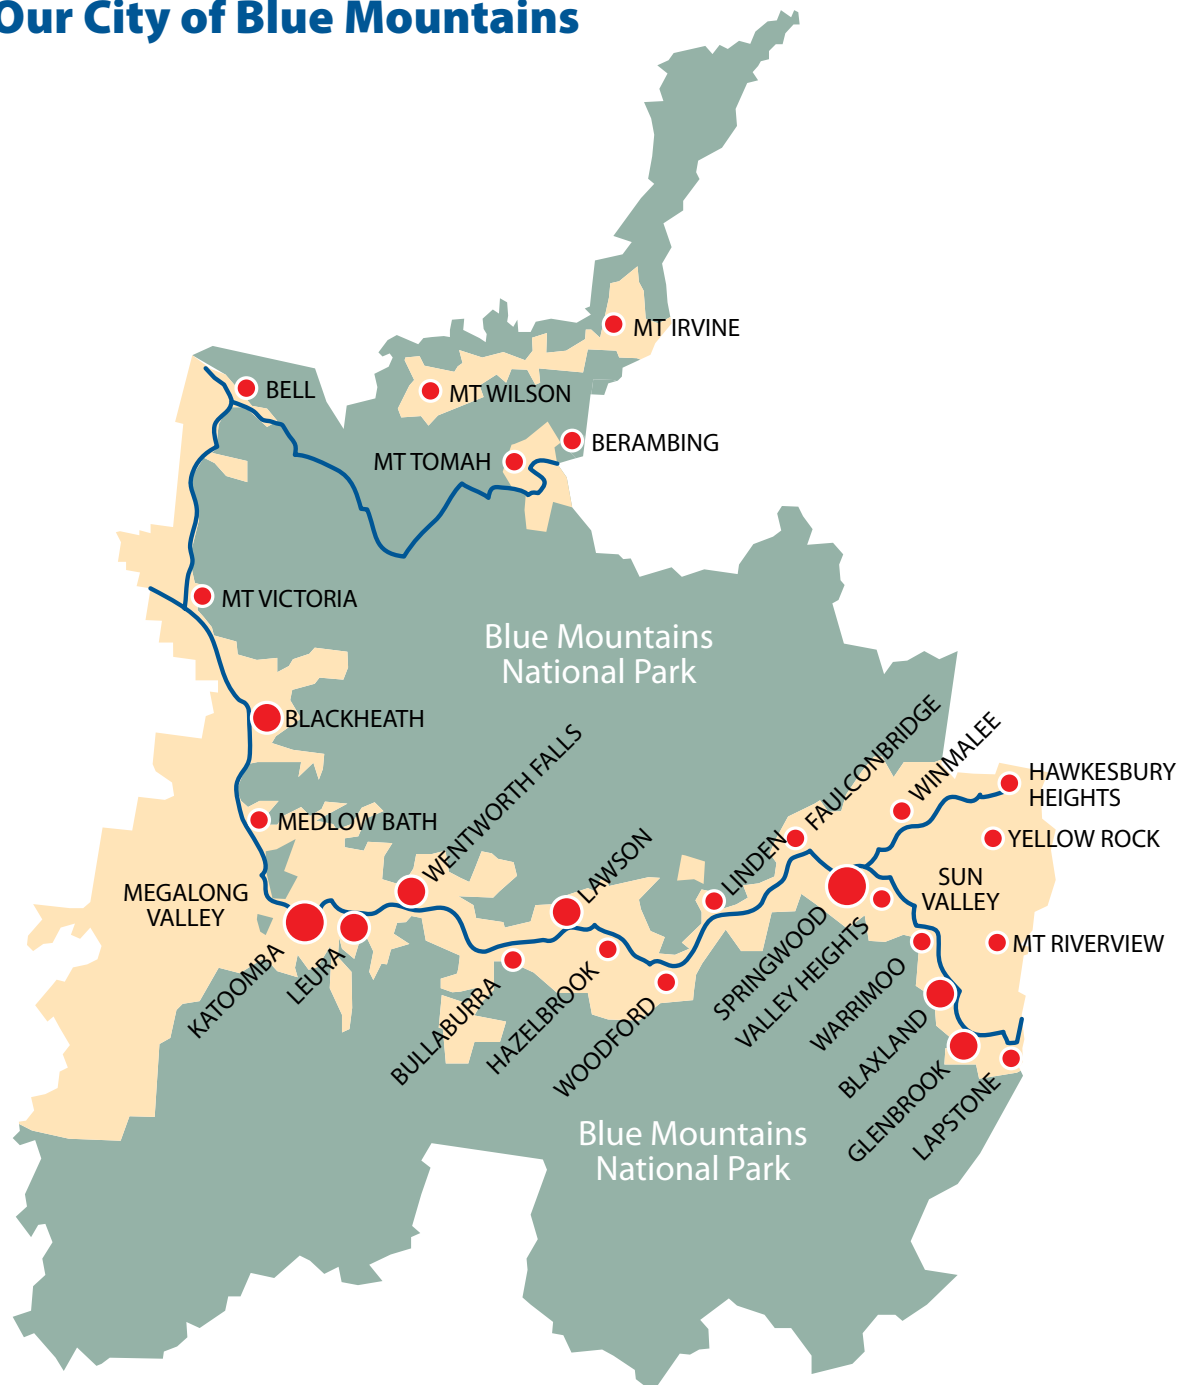 Our City of Blue Mountains
MT IRVINE
BELL
MT WILSON
BERAMBING
MT TOMAH
MT VICTORIA
Blue Mountains
National Park
BLACKHEATH
WENTWORTH FALLS
FAULCONBRIDGE
WINMALEE
HAWKESBURY
HEIGHTS
MEDLOW BATH
LAWSON
LINDEN
YELLOW ROCK
MEGALONG
VALLEY
SUN
VALLEY
KATOOMBA
LEURA
BULLABURRA
HAZELBROOK
WOODFORD
SPRINGWOOD
VALLEY HEIGHTS
MT RIVERVIEW
WARRIMOO
BLAXLAND
GLENBROOK
LAPSTONE
Blue Mountains
National Park